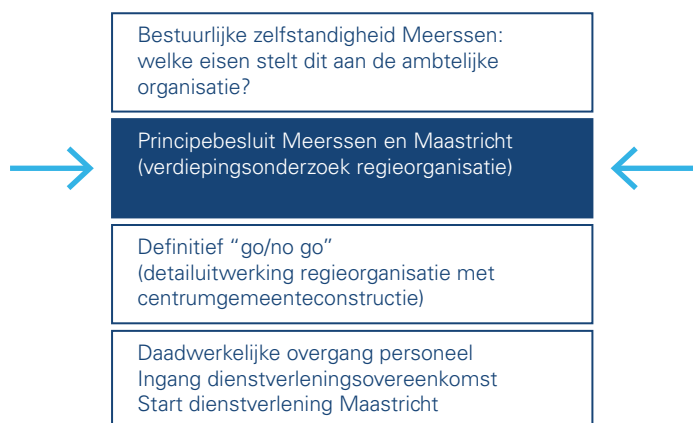 Bestuurlijke zelfstandigheid Meerssen:
welke eisen stelt dit aan de ambtelijke
organisatie?
Principebesluit Meerssen en Maastricht
(verdiepingsonderzoek regieorganisatie)
Definitief “go/no go”
(detailuitwerking regieorganisatie met
centrumgemeenteconstructie)
Daadwerkelijke overgang personeel
Ingang dienstverleningsovereenkomst
Start dienstverlening Maastricht